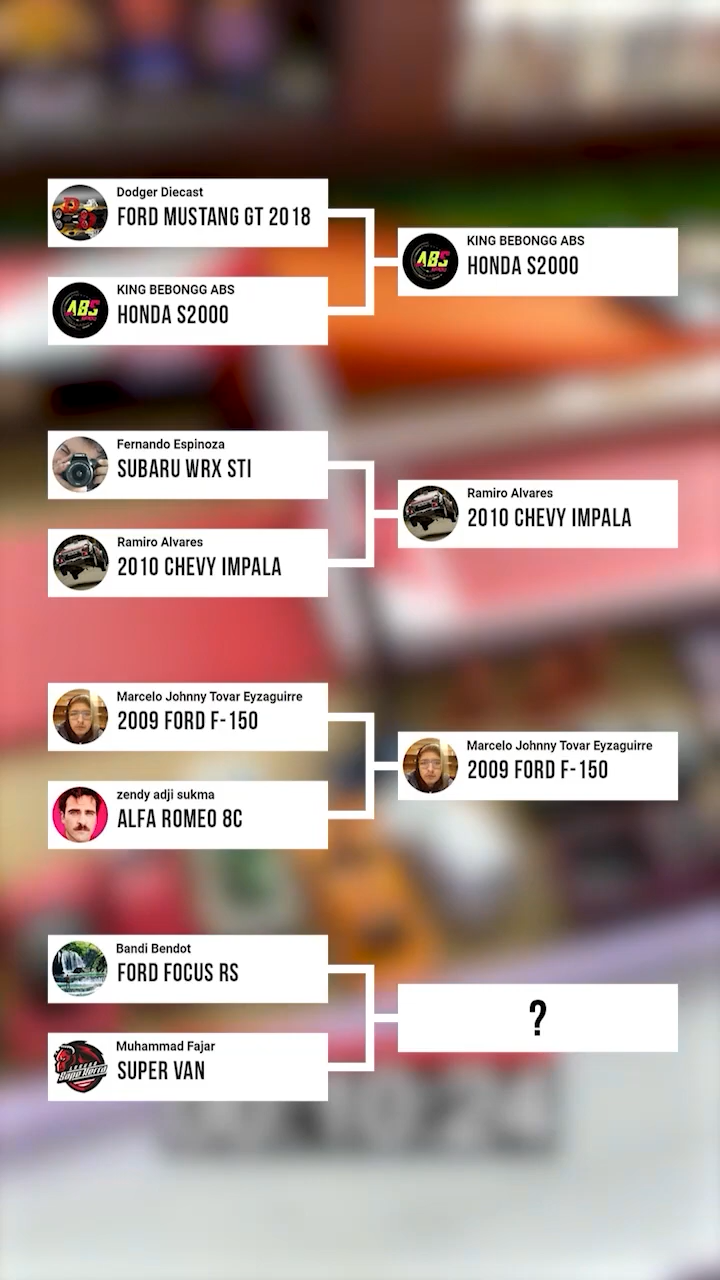 Dodger Diecast
FORD MUSTANG GT 2018
KING BEBONGG ABS
HONDA S2000
KING BEBONGG ABS
HONDA S2000
Fernando Espinoza
SUBARU WRX STI
Ramiro Alvares
2010 CHEVY IMPALA
Ramiro Alvares
2010 CHEVY IMPALA
Marcelo Johnny Tovar Eyzaguirre
2009 FORD F-150
zendy adji sukma
ALFA ROMEO 8C
Marcelo Johnny Tovar Eyzaguirre
2009 FORD F-150
Bandi Bendot
FORD FOCUS RS
Muhammad Fajar
SUPER VAN
?
ABS
ABS